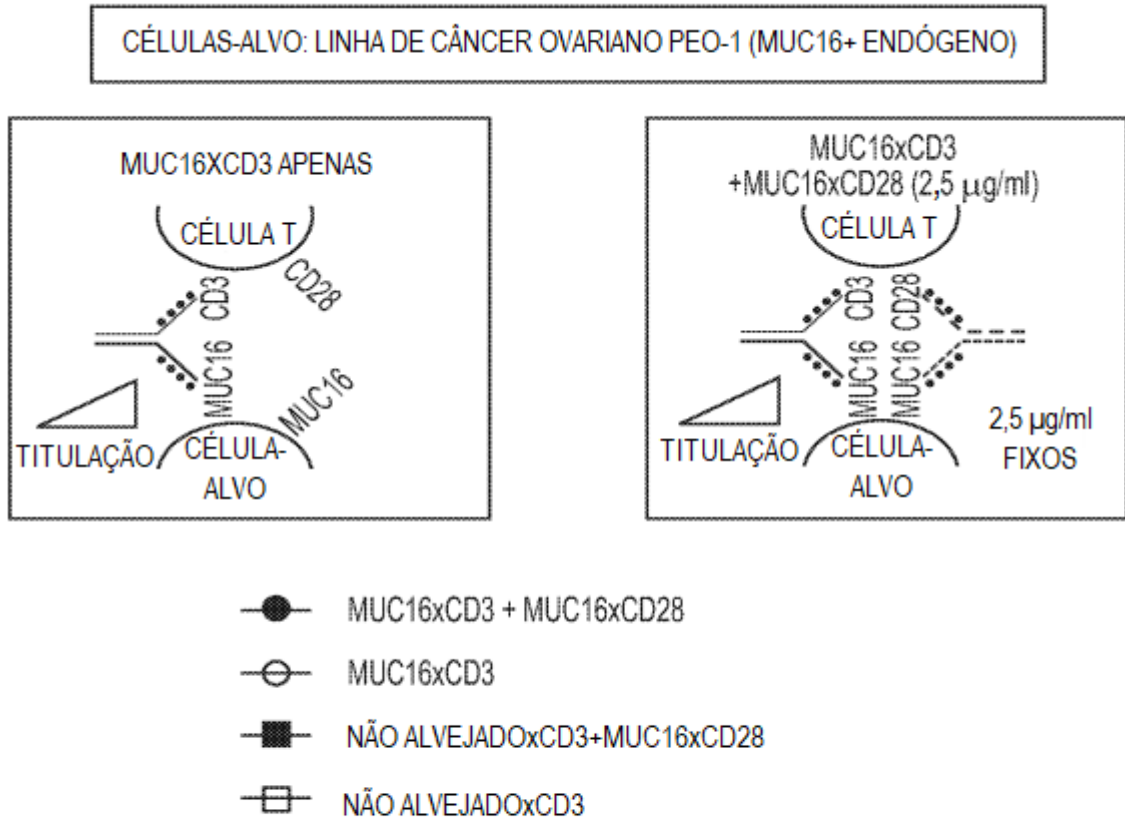 CÉLULAS-ALVO: LINHA DE CÂNCER OVARIANO PEO-1 (MUC16+ ENDÓGENO)
MUC16XCD3 APENAS
CÉLULA T
CD3
CD28
MUC16
MUC16
TITULAÇÃO
CÉLULA-
ALVO
MUC16xCD3
+MUC16xCD28 (2,5 µg/ml)
CÉLULA T
CD3
CD28
MUC16
MUC16
TITULAÇÃO
CÉLULA-
ALVO
2,5 µg/ml
FIXOS
MUC16xCD3 + MUC16xCD28
MUC16xCD3
NÃO ALVEJADOxCD3+MUC16xCD28
NÃO ALVEJADOxCD3